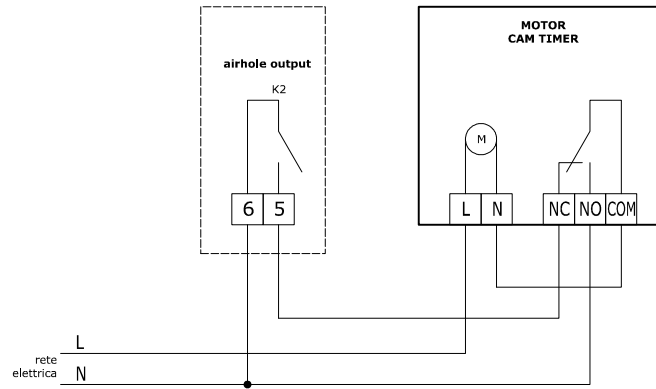 MOTOR
CAM TIMER
airhole output
K2
M
6 5
L N NC NO COM
L
rete
elettrica
N